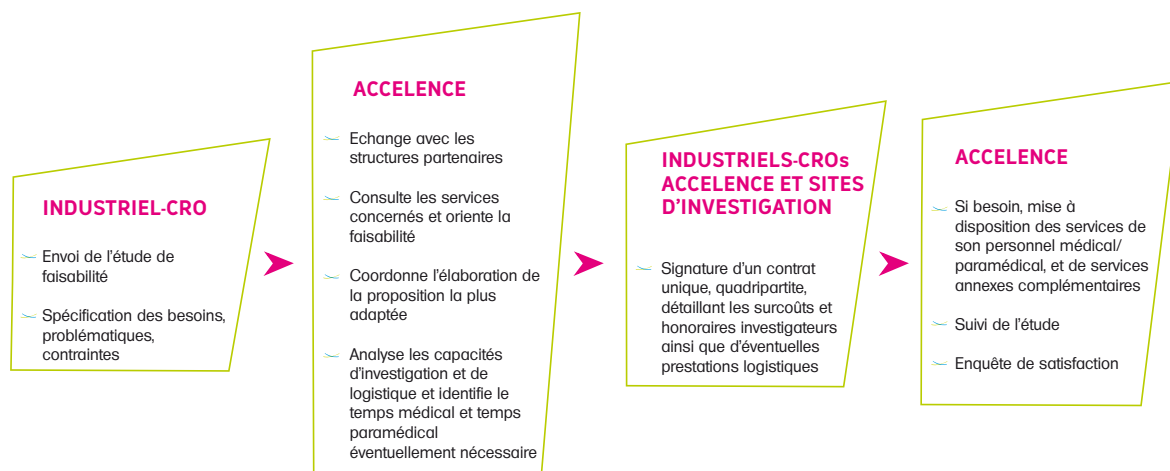 INDUSTRIEL-CRO
Envoi de l'étude de
faisabilité
Spécification des besoins,
problématiques,
contraintes
ACCELENCE
Echange avec les
structures partenaires
Consulte les services
concernés et oriente la
faisabilité
Coordonne l'élaboration de
la proposition la plus
adaptée
Analyse les capacités
d'investigation et de
logistique et identifie le
temps médical et temps
paramédical
éventuellement nécessaire
INDUSTRIELS-CROs
ACCELENCE ET SITES
D'INVESTIGATION
Signature d'un contrat
unique, quadripartite,
détaillant les surcoûts et
honoraires investigateurs
ainsi que d'éventuelles
prestations logistiques
ACCELENCE
Si besoin, mise à
disposition des services de
son personnel médical/
paramédical, et de services
annexes complémentaires
Suivi de l'étude
Enquête de satisfaction